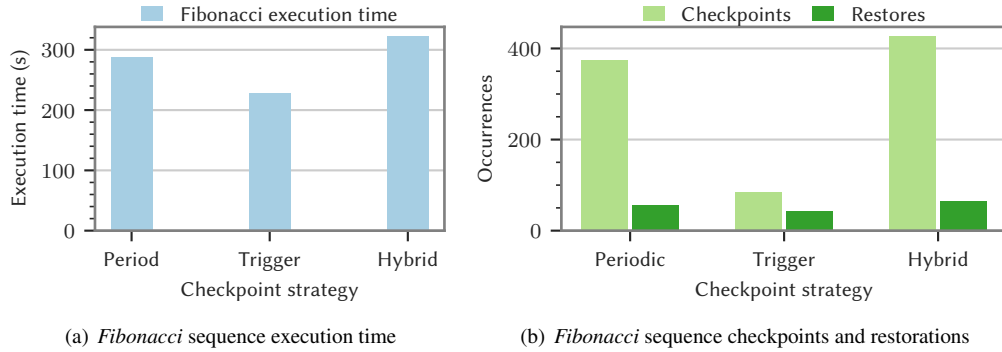 Fibonacci execution time
Execution time (s)
300
200
100
0
Period Trigger Hybrid
Checkpoint strategy
(a) Fibonacci sequence execution time
Checkpoints Restores
Occurrences
400
200
0
Periodic Trigger Hybrid
Checkpoint strategy
(b) Fibonacci sequence checkpoints and restorations